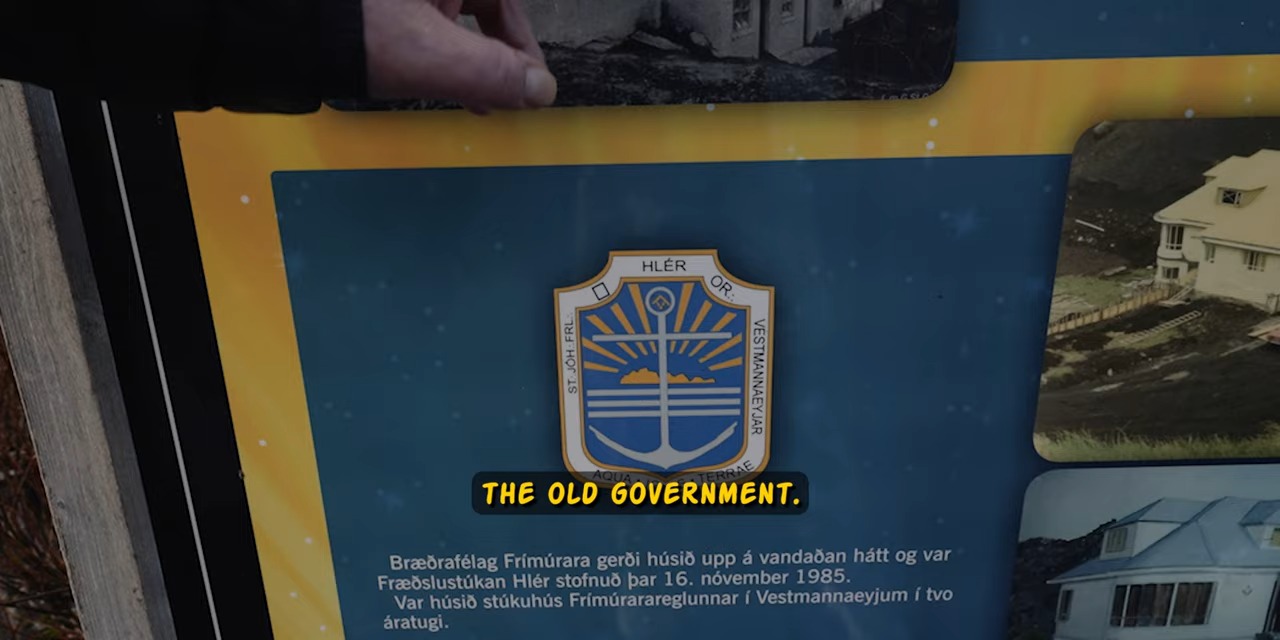 HLÉR
OR:.
ST. JÓH. FRL.
VESTMANNAEYJAR
AQUA TERRAE
THE OLD GOVERNMENT.
Bræðrafélag Frímúrara gerði húsið upp á vandaðan hátt og var
Fræðslustúkan Hlér stofnuð þar 16. nóvember 1985.
Var húsið stúkuhús Frímúrarareglunnar í Vestmannaeyjum í tvo
áratugi.